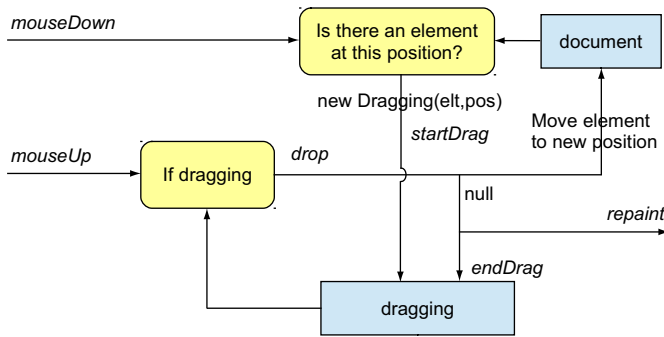 mouseDown
Is there an element
at this position?
document
new Dragging(elt,pos)
startDrag
Move element
to new position
mouseUp
If dragging
drop
null
repaint
endDrag
dragging